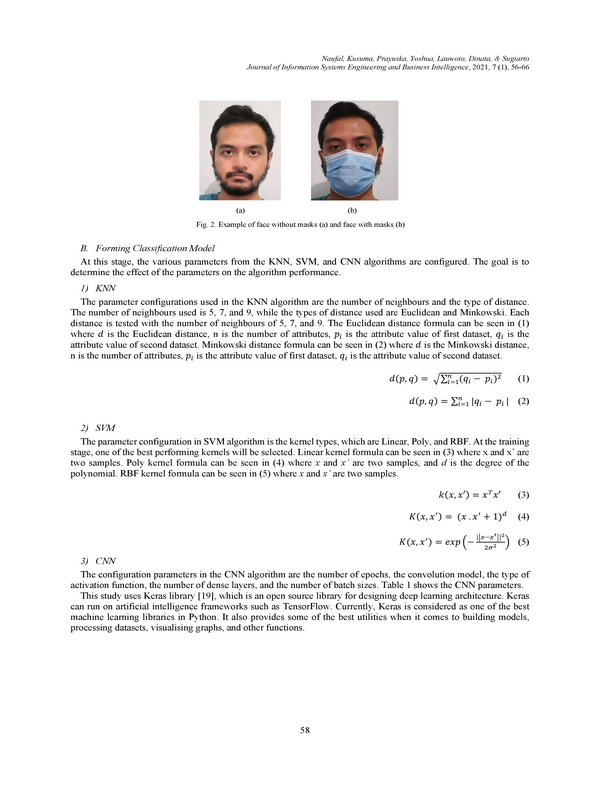 Naufal, Kusuma, Prayuska, Yoshua, Lauwoto, Dinata, & Sugiarto
Journal of Information Systems Engineering and Business Intelligence, 2021, 7 (1), 56-66
(a) (b)
Fig. 2. Example of face without masks (a) and face with masks (b)
B. Forming Classification Model
At this stage, the various parameters from the KNN, SVM, and CNN algorithms are configured. The goal is to
determine the effect of the parameters on the algorithm performance.
1) KNN
The parameter configurations used in the KNN algorithm are the number of neighbours and the type of distance.
The number of neighbours used is 5, 7, and 9, while the types of distance used are Euclidean and Minkowski. Each
distance is tested with the number of neighbours of 5, 7, and 9. The Euclidean distance formula can be seen in (1)
where d is the Euclidean distance, n is the number of attributes, pᵢ is the attribute value of first dataset, qᵢ is the
attribute value of second dataset. Minkowski distance formula can be seen in (2) where d is the Minkowski distance,
n is the number of attributes, pᵢ is the attribute value of first dataset, qᵢ is the attribute value of second dataset.
d(p, q) = √∑ⁿᵢ₌₁(qᵢ − pᵢ)² (1)
d(p, q) = ∑ⁿᵢ₌₁ |qᵢ − pᵢ | (2)
2) SVM
The parameter configuration in SVM algorithm is the kernel types, which are Linear, Poly, and RBF. At the training
stage, one of the best performing kernels will be selected. Linear kernel formula can be seen in (3) where x and x' are
two samples. Poly kernel formula can be seen in (4) where x and x' are two samples, and d is the degree of the
polynomial. RBF kernel formula can be seen in (5) where x and x' are two samples.
k(x, x′) = xᵀx′ (3)
K(x, x′) = (x . x′ + 1)ᵈ (4)
K(x, x′) = exp (− ||x−x′||²/2σ²) (5)
3) CNN
The configuration parameters in the CNN algorithm are the number of epochs, the convolution model, the type of
activation function, the number of dense layers, and the number of batch sizes. Table 1 shows the CNN parameters.
This study uses Keras library [19], which is an open source library for designing deep learning architecture. Keras
can run on artificial intelligence frameworks such as TensorFlow. Currently, Keras is considered as one of the best
machine learning libraries in Python. It also provides some of the best utilities when it comes to building models,
processing datasets, visualising graphs, and other functions.
58